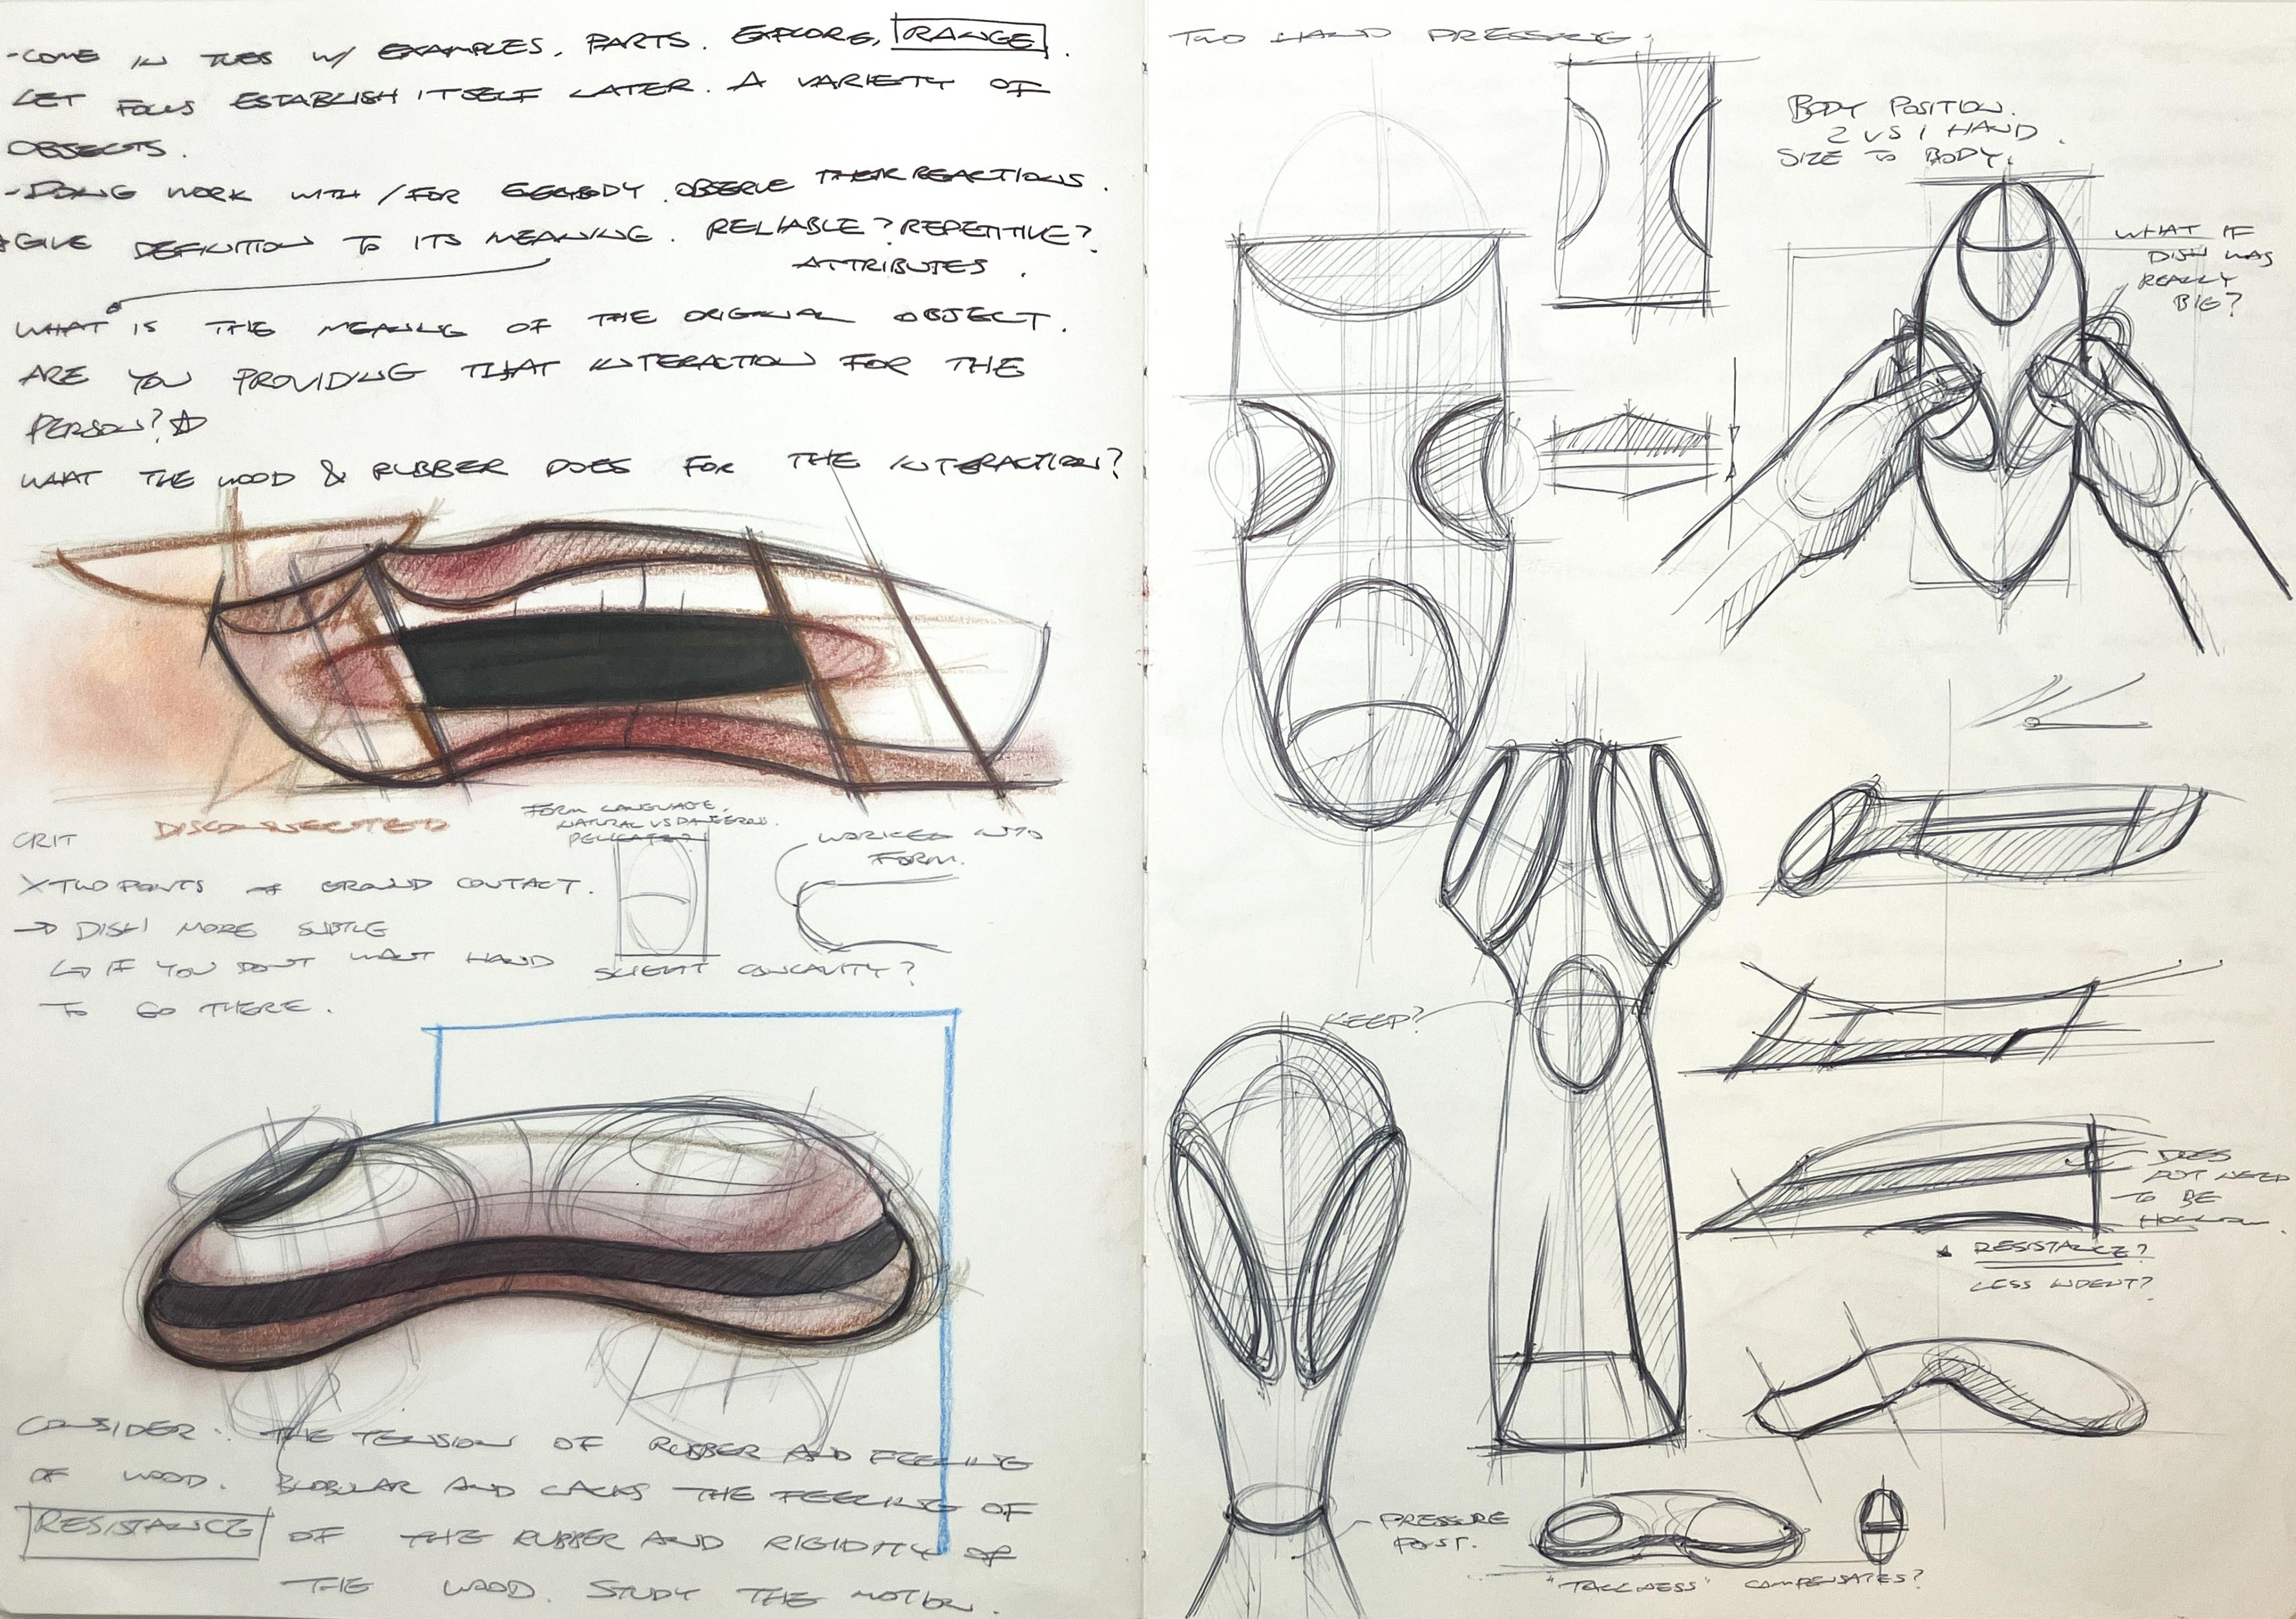 -COME IN TUES W/ EXAMPLES, PARTS. EXPLORE, RANGE.
LET FOCUS ESTABLISH ITSELF LATER. A VARIETY OF
OBJECTS.
-DOING WORK WITH/FOR OBSERVE THEIR REACTIONS.
GIVE DEFINITION TO ITS MEANING. RELIABLE? REPETITIVE?
ATTRIBUTES.
WHAT IS THE MEANING OF THE ORIGINAL OBJECT.
ARE YOU PROVIDING THAT INTERACTION FOR THE
PERSON?
WHAT THE WOOD & RUBBER DOES FOR THE INTERACTION?
DISCONNECTED
FORM LANGUAGE.
NATURAL VS DANGEROUS.
DELICATE?
WORKED INTO
FORM.
CRIT
X TWO POINTS OF GROUND CONTACT.
→ DISH MORE SUBTLE
↳ IF YOU DON'T WANT HAND
TO GO THERE.
SLIGHT CONCAVITY?
CONSIDER: THE TENSION OF RUBBER AND FEELING
OF WOOD. BLOBULAR AND LACKS THE FEELING OF
RESISTANCE OF THE RUBBER AND RIGIDITY OF
THE WOOD. STUDY THE MOTION.
TWO HAND PRESSING.
BODY POSITION.
2 VS 1 HAND.
SIZE TO BODY.
WHAT IF
DISH WAS
REALLY
BIG?
KEEP?
DOES
NOT NEED
TO BE
RESISTANCE?
LESS INDENT?
PRESSURE
POINT.
"TALLNESS" COMPENSATES?